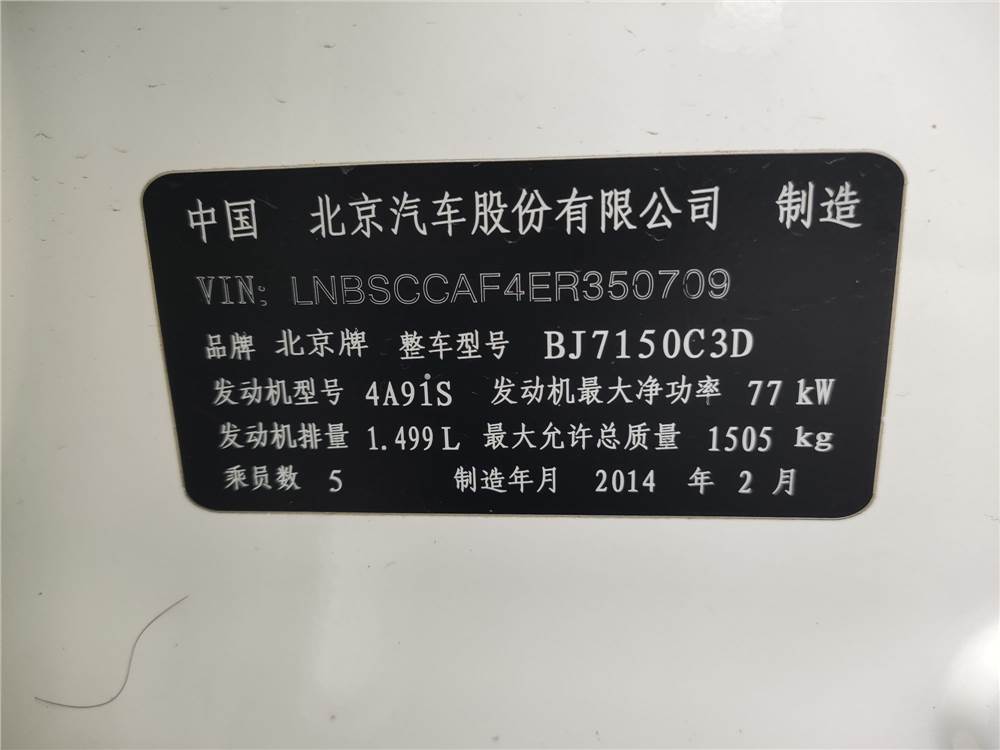 中国 北京汽车股份有限公司 制造
VIN: LNBSCCAF4ER350709
品牌 北京牌 整车型号 BJ7150C3D
发动机型号 4A91S 发动机最大净功率 77 kW
发动机排量 1.499L 最大允许总质量 1505 kg
乘员数 5 制造年月 2014 年 2 月